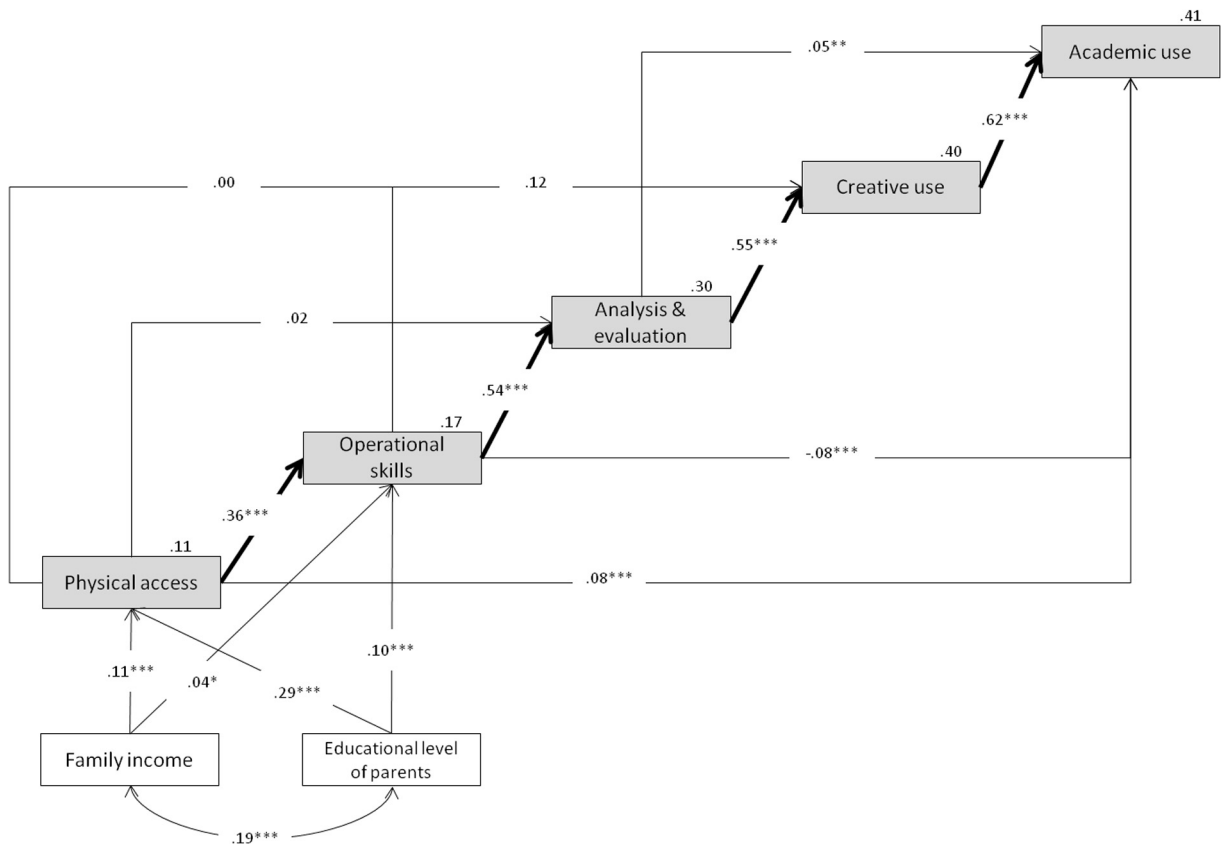 .41
Academic use
.05**
.62***
.40
Creative use
.00
.12
.55***
.30
Analysis &
evaluation
.02
.54***
.17
Operational
skills
-.08***
.36***
.11
Physical access
.08***
.11***
.04*
.29***
.10***
Family income
Educational level
of parents
.19***